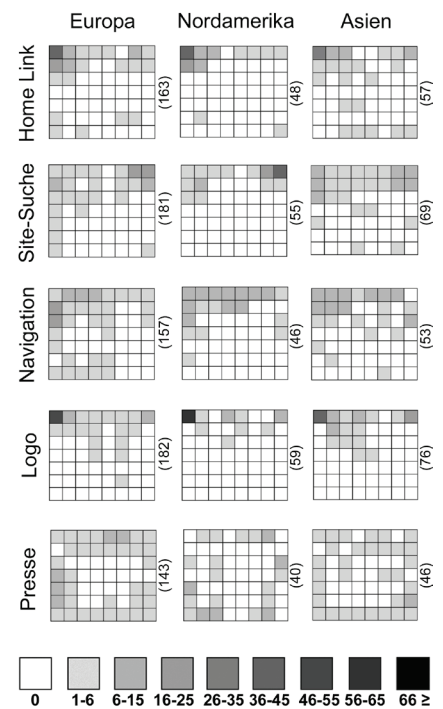 Europa Nordamerika Asien
Home Link (163) (48) (57)
Site-Suche (181) (55) (69)
Navigation (157) (46) (53)
Logo (182) (59) (76)
Presse (143) (40) (46)
0 1-6 6-15 16-25 26-35 36-45 46-55 56-65 66 ≥